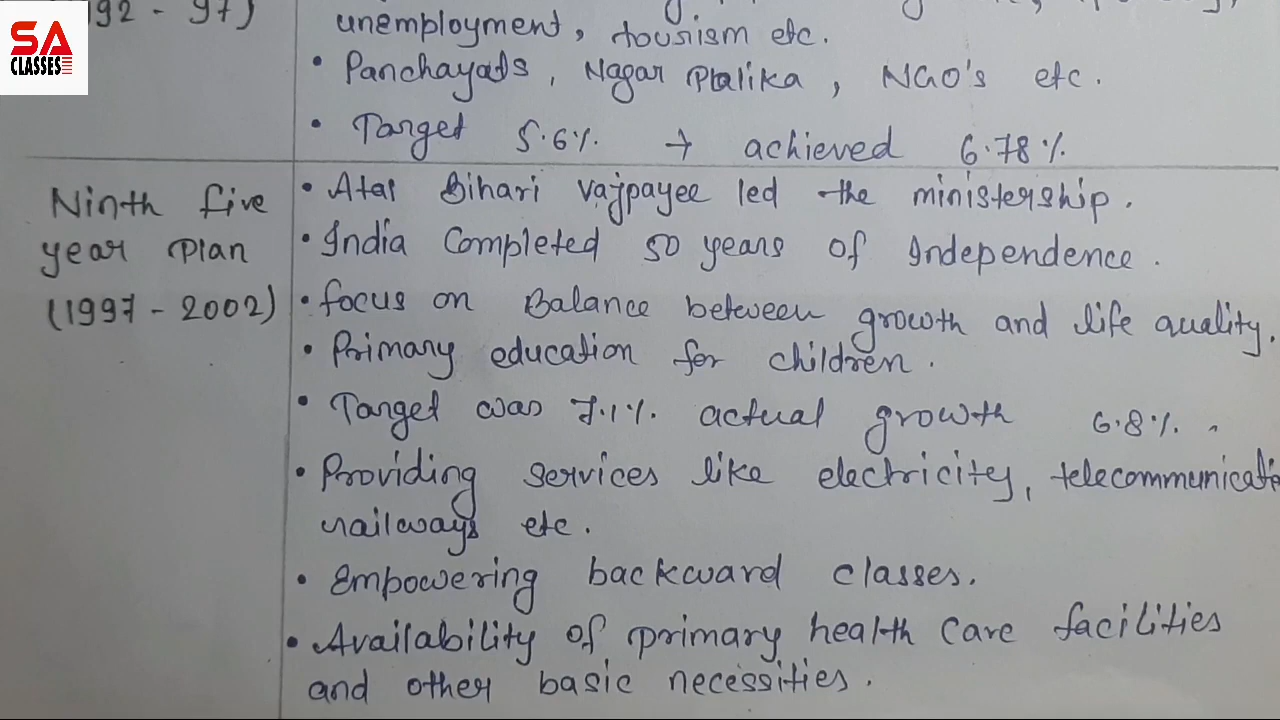 SA
CLASSES
92 - 97)
unemployment, tourism etc.
• Panchayats, Nagar Plalika, NGO's etc.
• Target 5.6% → achieved 6.78%
Ninth five
year Plan
(1997 - 2002)
• Atal Bihari Vajpayee led the ministership.
• India Completed 50 years of Independence.
• focus on Balance between growth and life quality.
• Primary education for children.
• Target was 7.1% actual growth 6.8%.
• Providing services like electricity, telecommunicati
railways etc.
• Empowering backward classes.
• Availability of primary health care facilities
and other basic necessities.